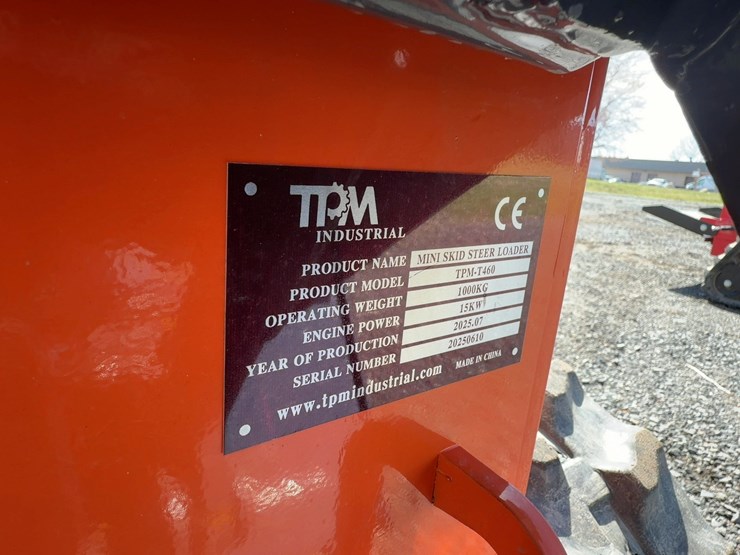 TPM
INDUSTRIAL
CE
PRODUCT NAME MINI SKID STEER LOADER
PRODUCT MODEL TPM-T460
OPERATING WEIGHT 1000KG
ENGINE POWER 15KW
YEAR OF PRODUCTION 2025.07
SERIAL NUMBER 20250610
www.tpmindustrial.com MADE IN CHINA